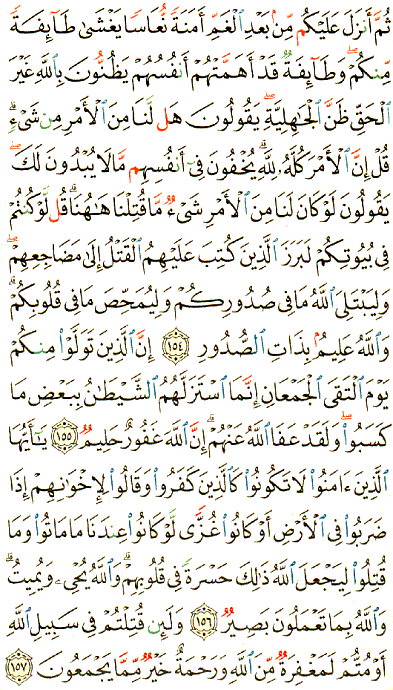 ثُمَّ أَنزَلَ عَلَيْكُم مِّنۢ بَعْدِ ٱلْغَمِّ أَمَنَةً نُّعَاسًا يَغْشَىٰ طَآئِفَةً
مِّنكُمْ ۖ وَطَآئِفَةٌ قَدْ أَهَمَّتْهُمْ أَنفُسُهُمْ يَظُنُّونَ بِٱللَّهِ غَيْرَ
ٱلْحَقِّ ظَنَّ ٱلْجَٰهِلِيَّةِ ۖ يَقُولُونَ هَل لَّنَا مِنَ ٱلْأَمْرِ مِن شَىْءٍ ۗ
قُلْ إِنَّ ٱلْأَمْرَ كُلَّهُۥ لِلَّهِ ۗ يُخْفُونَ فِىٓ أَنفُسِهِم مَّا لَا يُبْدُونَ لَكَ ۖ
يَقُولُونَ لَوْ كَانَ لَنَا مِنَ ٱلْأَمْرِ شَىْءٌ مَّا قُتِلْنَا هَٰهُنَا ۗ قُل لَّوْ كُنتُمْ
فِى بُيُوتِكُمْ لَبَرَزَ ٱلَّذِينَ كُتِبَ عَلَيْهِمُ ٱلْقَتْلُ إِلَىٰ مَضَاجِعِهِمْ ۖ
وَلِيَبْتَلِىَ ٱللَّهُ مَا فِى صُدُورِكُمْ وَلِيُمَحِّصَ مَا فِى قُلُوبِكُمْ ۗ
وَٱللَّهُ عَلِيمٌۢ بِذَاتِ ٱلصُّدُورِ ١٥٤ إِنَّ ٱلَّذِينَ تَوَلَّوْا۟ مِنكُمْ
يَوْمَ ٱلْتَقَى ٱلْجَمْعَانِ إِنَّمَا ٱسْتَزَلَّهُمُ ٱلشَّيْطَٰنُ بِبَعْضِ مَا
كَسَبُوا۟ ۖ وَلَقَدْ عَفَا ٱللَّهُ عَنْهُمْ ۗ إِنَّ ٱللَّهَ غَفُورٌ حَلِيمٌ ١٥٥ يَٰٓأَيُّهَا
ٱلَّذِينَ ءَامَنُوا۟ لَا تَكُونُوا۟ كَٱلَّذِينَ كَفَرُوا۟ وَقَالُوا۟ لِإِخْوَٰنِهِمْ إِذَا
ضَرَبُوا۟ فِى ٱلْأَرْضِ أَوْ كَانُوا۟ غُزًّى لَّوْ كَانُوا۟ عِندَنَا مَا مَاتُوا۟ وَمَا
قُتِلُوا۟ لِيَجْعَلَ ٱللَّهُ ذَٰلِكَ حَسْرَةً فِى قُلُوبِهِمْ ۗ وَٱللَّهُ يُحْىِۦ وَيُمِيتُ ۗ
وَٱللَّهُ بِمَا تَعْمَلُونَ بَصِيرٌ ١٥٦ وَلَئِن قُتِلْتُمْ فِى سَبِيلِ ٱللَّهِ
أَوْ مُتُّمْ لَمَغْفِرَةٌ مِّنَ ٱللَّهِ وَرَحْمَةٌ خَيْرٌ مِّمَّا يَجْمَعُونَ ١٥٧